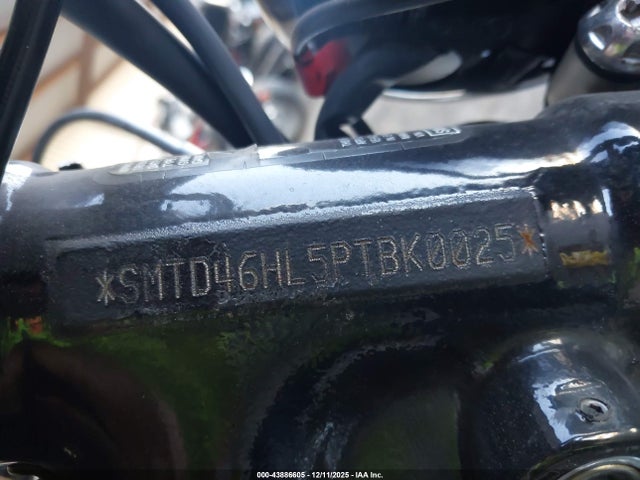 *SMTD46HL5PTBK0025*
000-43886605 - 12/11/2025 - IAA Inc.